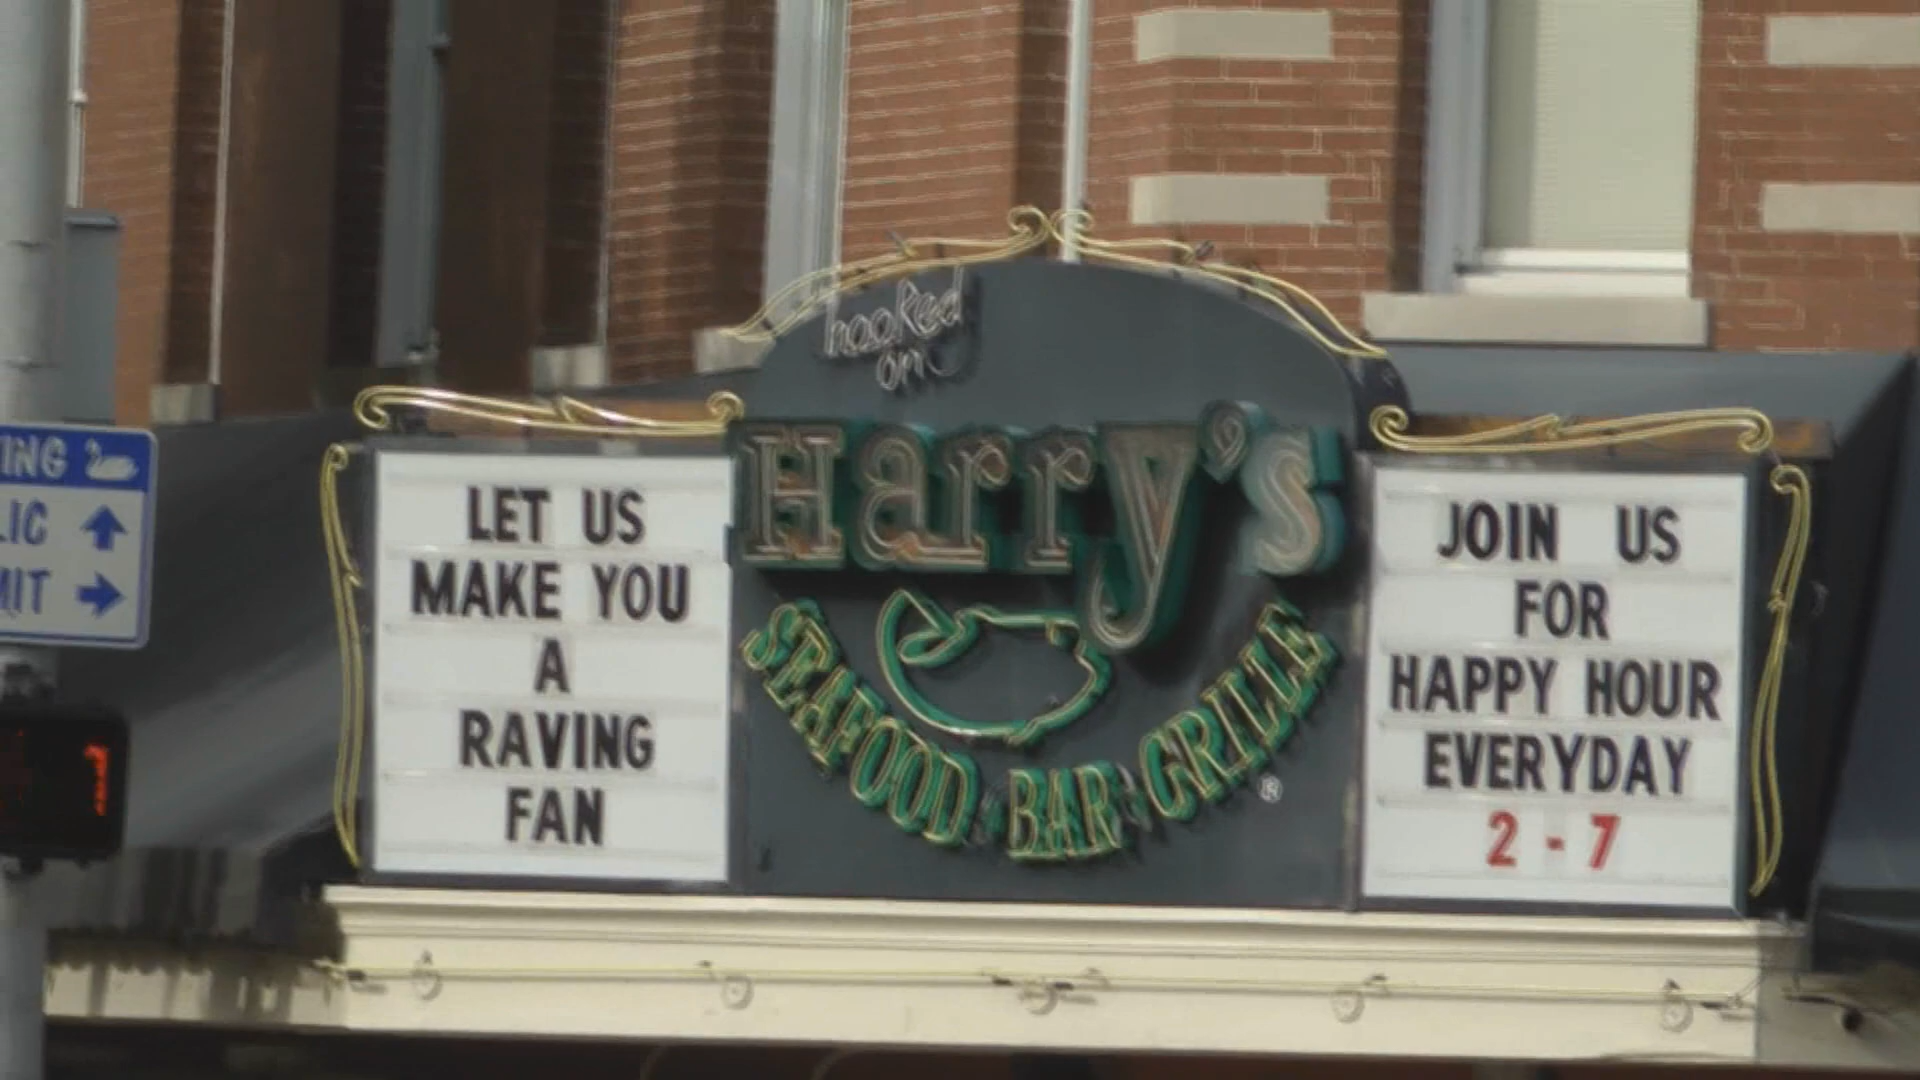 hooked
on
Harry's
SEAFOOD BAR GRILLE
®
LET US
MAKE YOU
A
RAVING
FAN
JOIN US
FOR
HAPPY HOUR
EVERYDAY
2 - 7